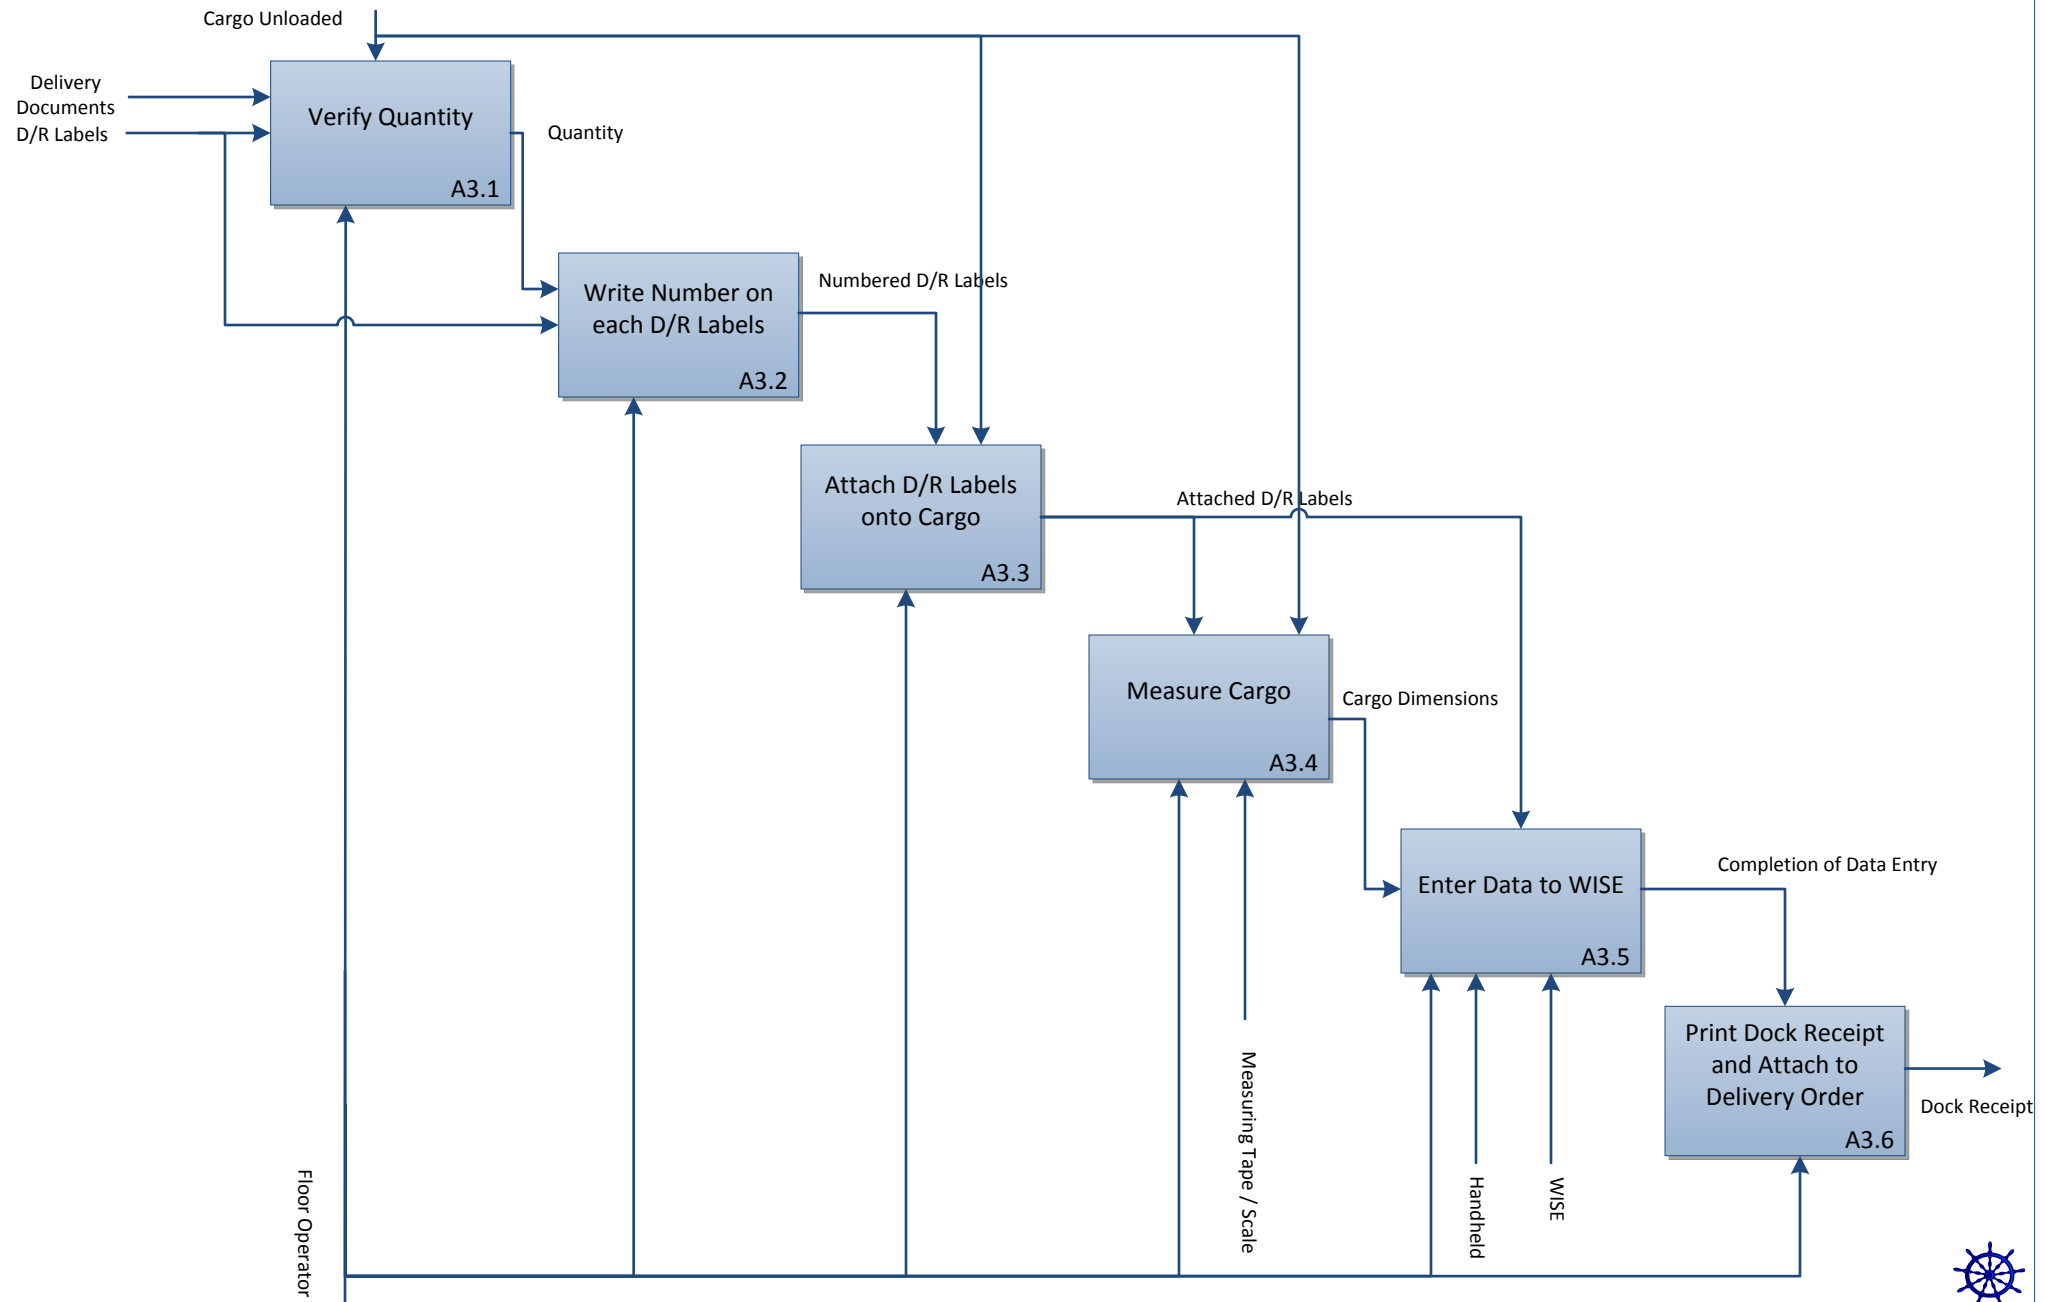 Cargo Unloaded
Delivery
Documents
D/R Labels
Verify Quantity
A3.1
Quantity
Write Number on
each D/R Labels
A3.2
Numbered D/R Labels
Attach D/R Labels
onto Cargo
A3.3
Attached D/R Labels
Measure Cargo
A3.4
Cargo Dimensions
Enter Data to WISE
A3.5
Completion of Data Entry
Print Dock Receipt
and Attach to
Delivery Order
A3.6
Dock Receipt
Floor Operator
Measuring Tape / Scale
Handheld
WISE